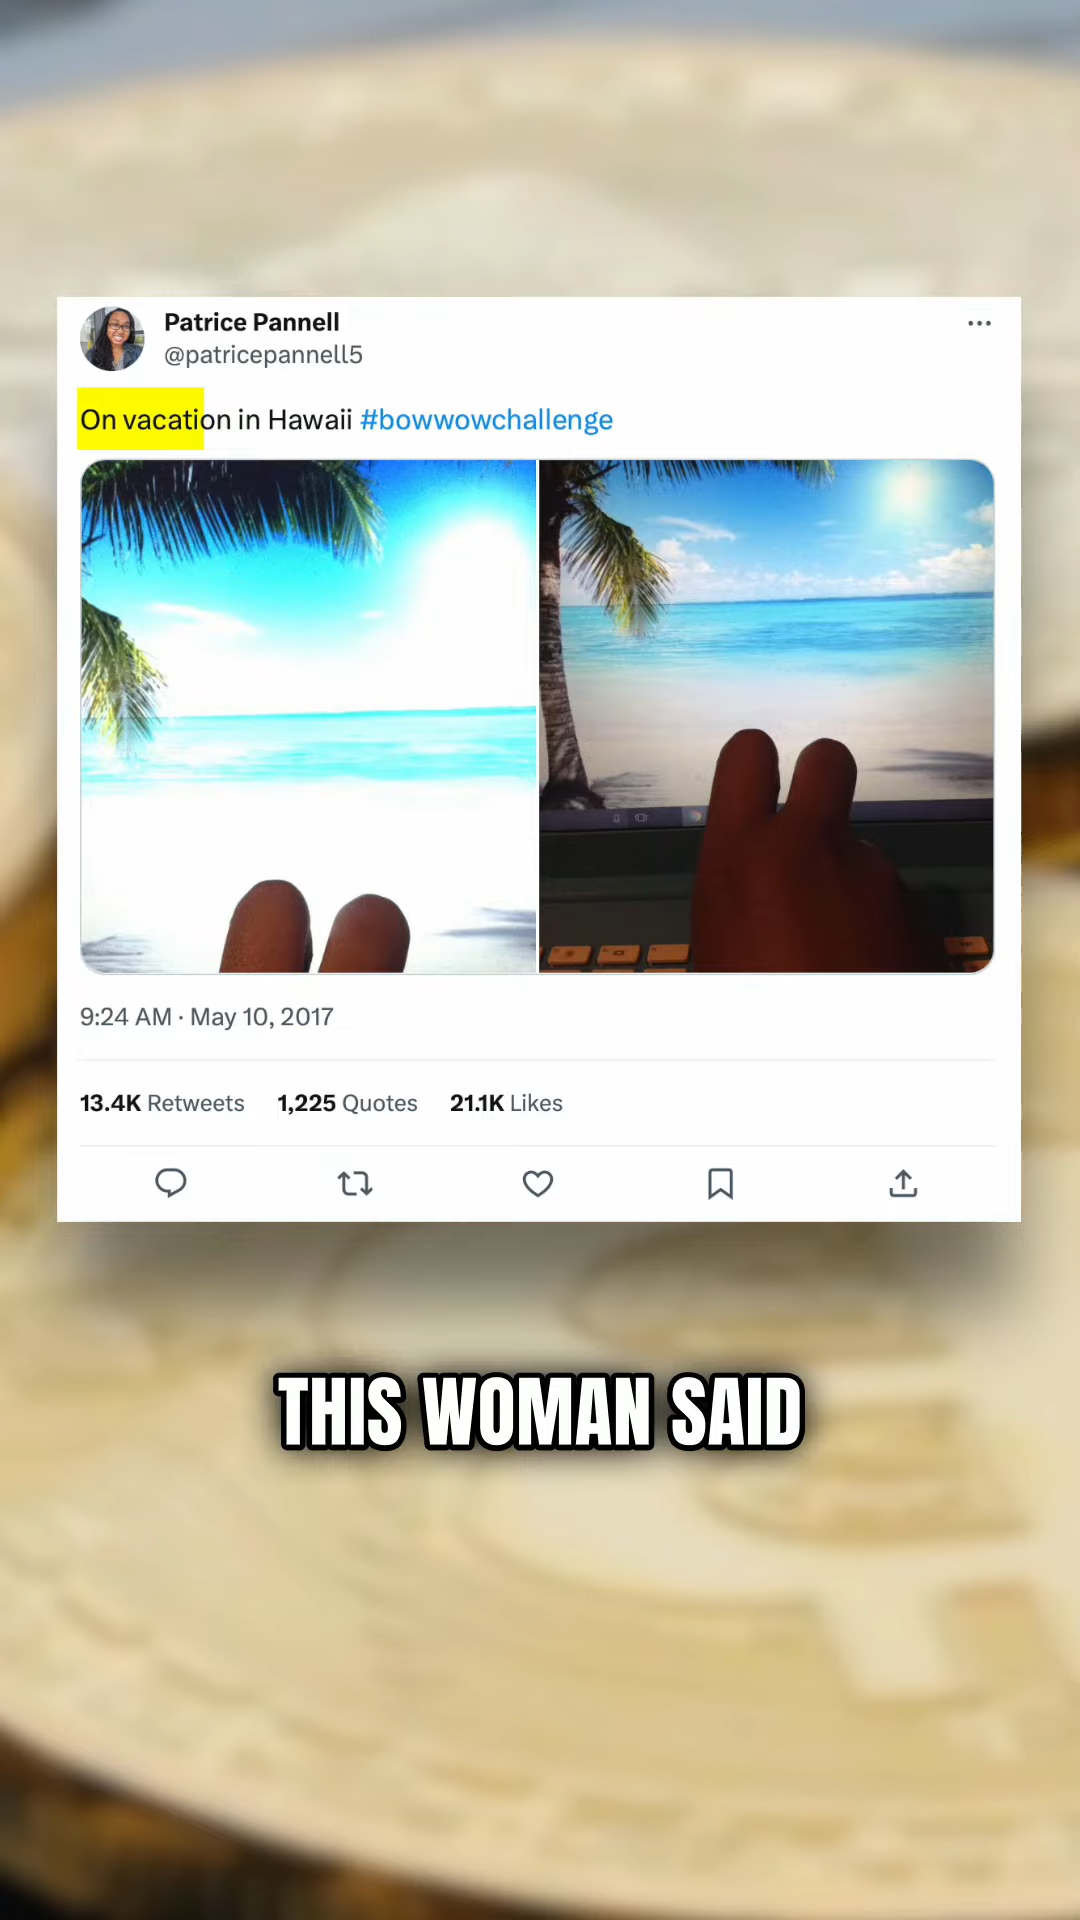 Patrice Pannell
@patricepannell5
On vacation in Hawaii #bowwowchallenge
9:24 AM · May 10, 2017
13.4K Retweets 1,225 Quotes 21.1K Likes
THIS WOMAN SAID